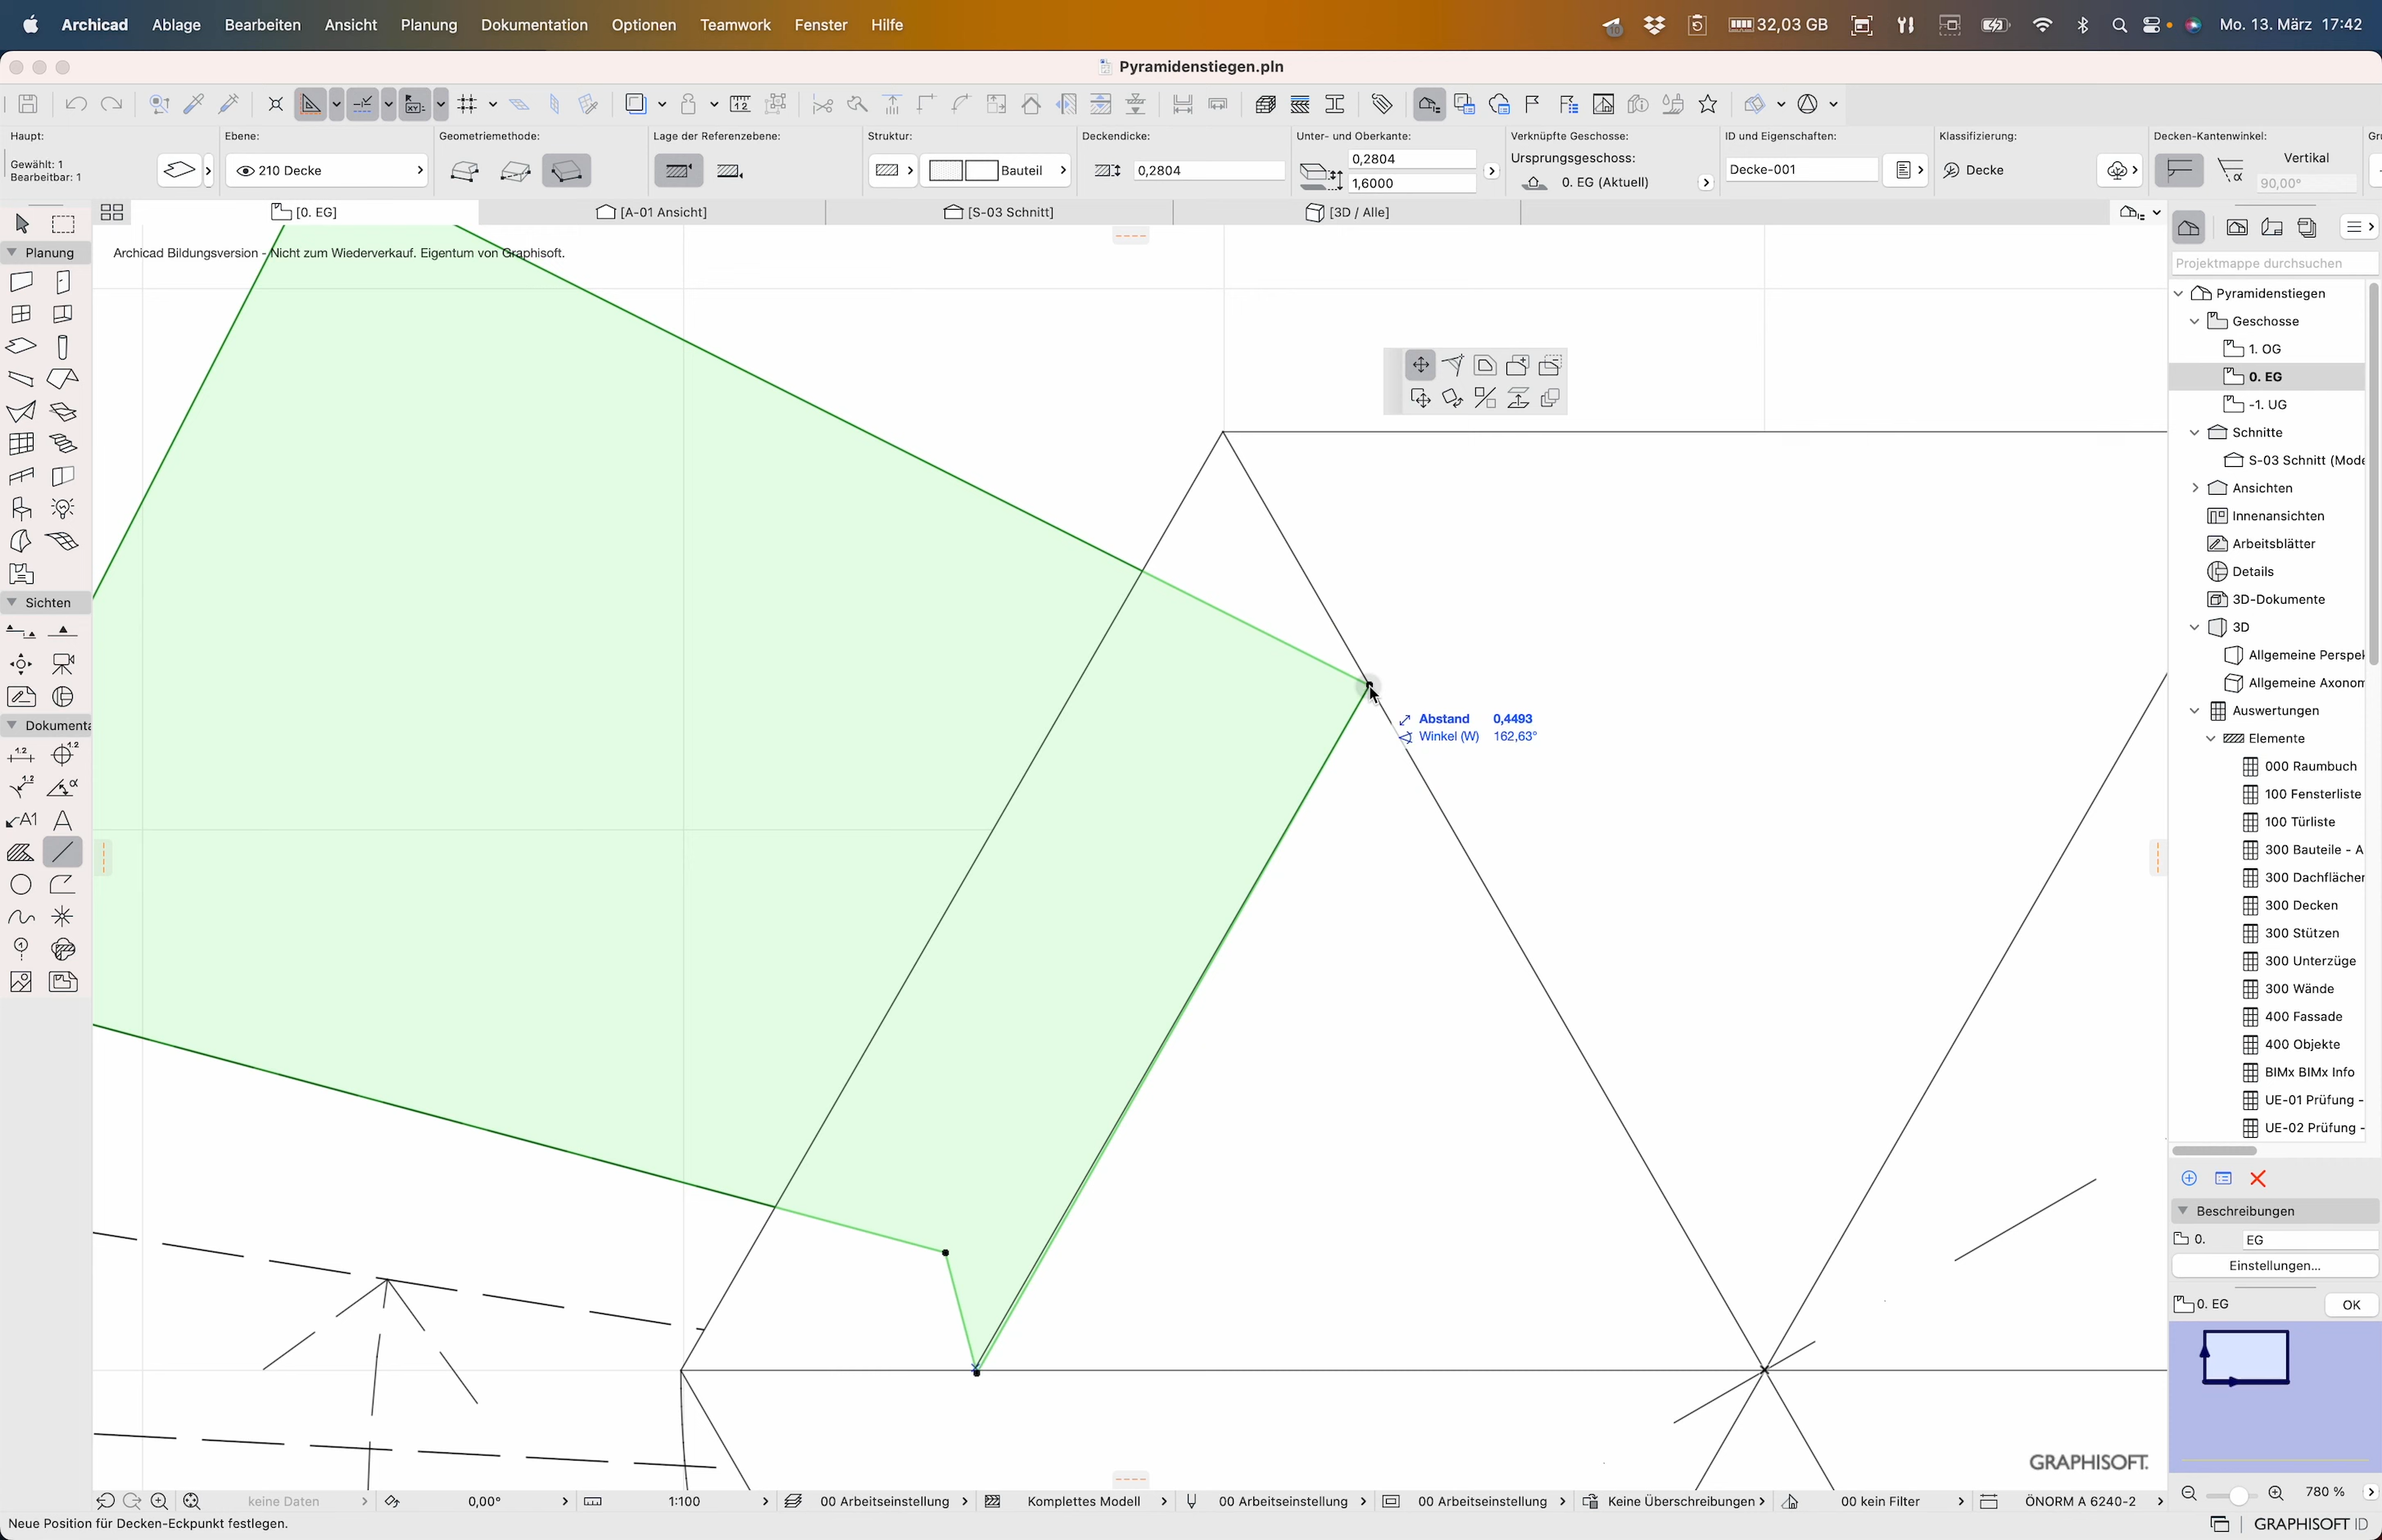 Archicad Ablage Bearbeiten Ansicht Planung Dokumentation Optionen Teamwork Fenster Hilfe 32,03 GB Mo. 13. März 17:42
Pyramidenstiegen.pln
Haupt: Ebene: Geometriemethode: Lage der Referenzebene: Struktur: Deckendicke: Unter- und Oberkante: Verknüpfte Geschosse: ID und Eigenschaften: Klassifizierung: Decken-Kantenwinkel:
Gewählt: 1
Bearbeitbar: 1
210 Decke
Bauteil
0,2804
0,2804
1,6000
Ursprungsgeschoss:
0. EG (Aktuell)
Decke-001
Decke
α
Vertikal
90,00°
[0. EG] [A-01 Ansicht] [S-03 Schnitt] [3D / Alle]
Planung
Sichten
Dokumenta
1.2 1.2
1.2 α
A1 A
1
Archicad Bildungsversion - Nicht zum Wiederverkauf. Eigentum von Graphisoft.
Abstand 0,4493
Winkel (W) 162,63°
GRAPHISOFT.
Projektmappe durchsuchen
Pyramidenstiegen
Geschosse
1. OG
0. EG
-1. UG
Schnitte
S-03 Schnitt (Mode
Ansichten
Innenansichten
Arbeitsblätter
Details
3D-Dokumente
3D
Allgemeine Perspe
Allgemeine Axonom
Auswertungen
Elemente
000 Raumbuch
100 Fensterliste
100 Türliste
300 Bauteile - A
300 Dachflächen
300 Decken
300 Stützen
300 Unterzüge
300 Wände
400 Fassade
400 Objekte
BIMx BIMx Info
UE-01 Prüfung -
UE-02 Prüfung -
Beschreibungen
0. EG
Einstellungen...
0. EG OK
keine Daten 0,00° 1:100 00 Arbeitseinstellung Komplettes Modell 00 Arbeitseinstellung 00 Arbeitseinstellung Keine Überschreibungen 00 kein Filter ÖNORM A 6240-2 780 %
Neue Position für Decken-Eckpunkt festlegen.
GRAPHISOFT ID